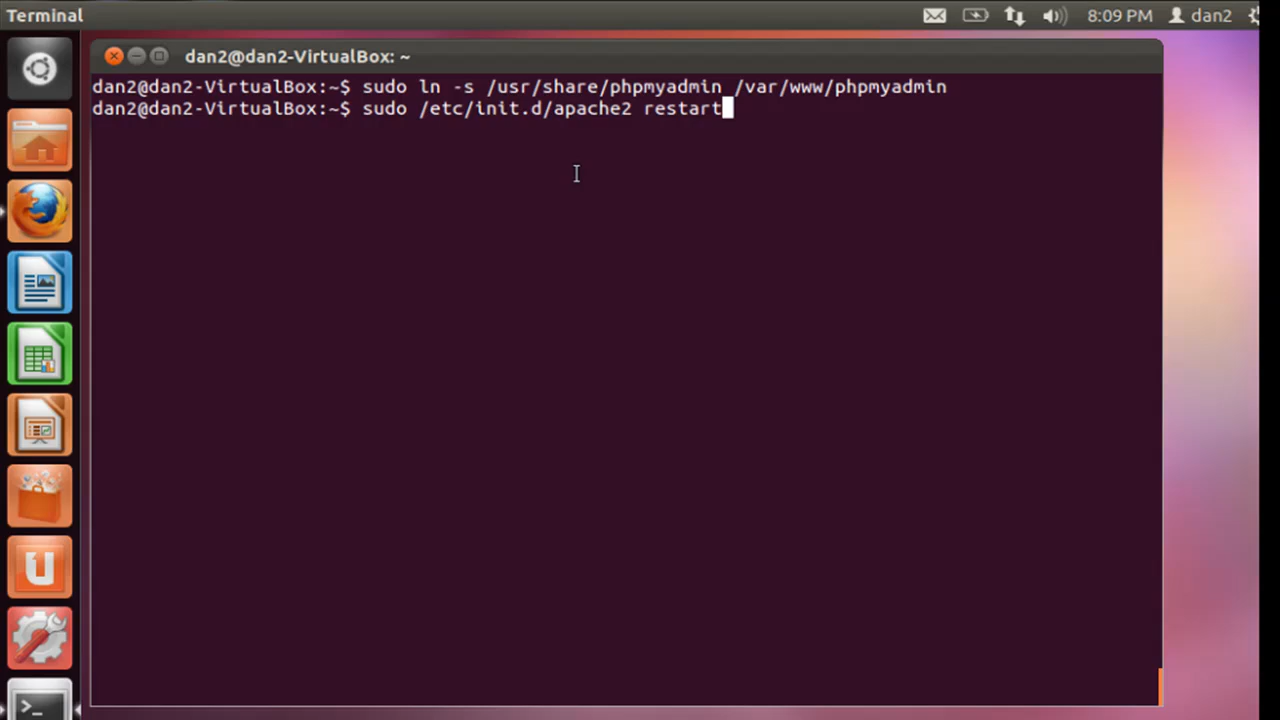 Terminal
8:09 PM dan2
dan2@dan2-VirtualBox: ~
dan2@dan2-VirtualBox:~$ sudo ln -s /usr/share/phpmyadmin /var/www/phpmyadmin
dan2@dan2-VirtualBox:~$ sudo /etc/init.d/apache2 restart